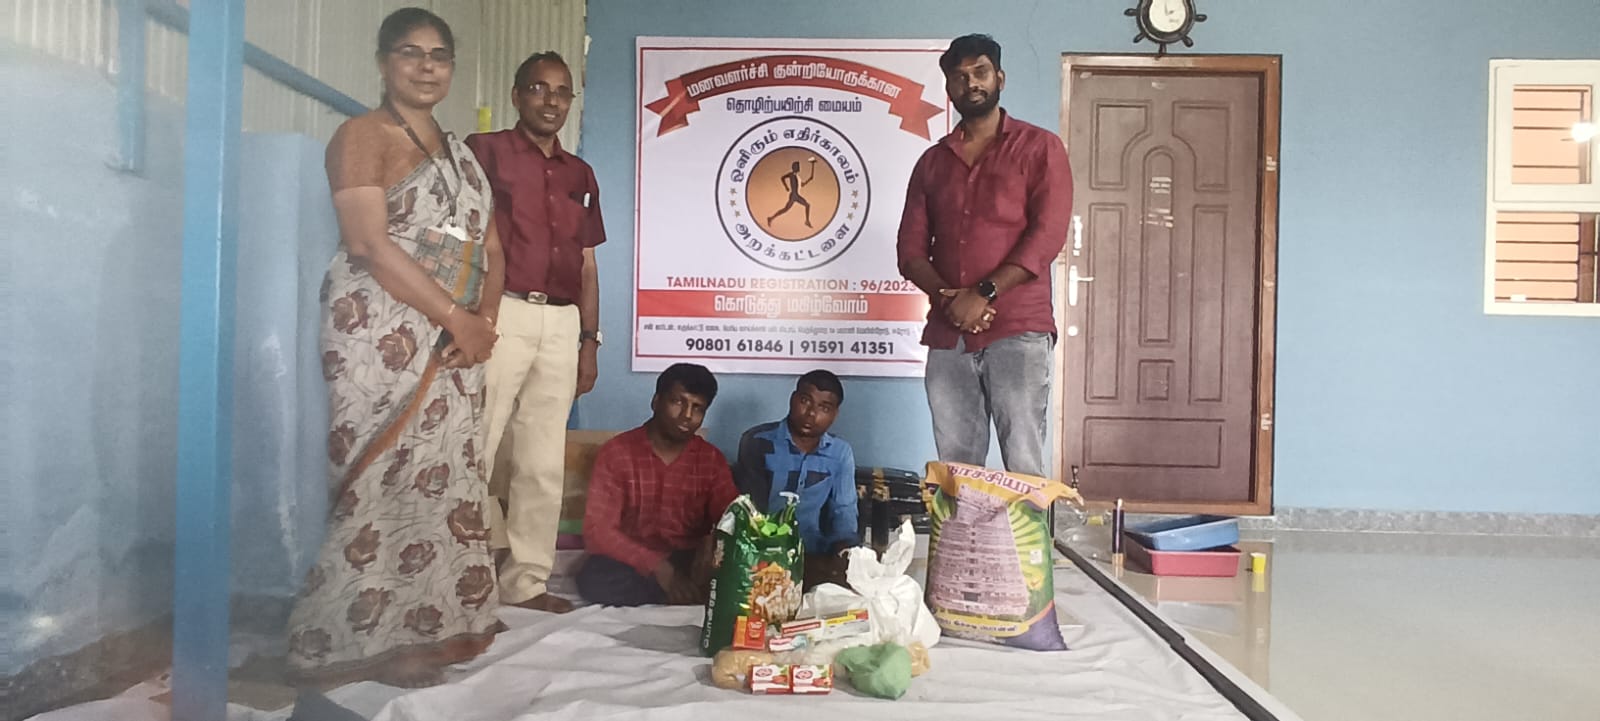 மனவளர்ச்சி குன்றியோருக்கான
தொழிற்பயிற்சி மையம்
ஒளிரும் எதிர்காலம்
அறக்கட்டளை
TAMILNADU REGISTRATION : 96/2023
கொடுத்து மகிழ்வோம்
90801 61846 | 91591 41351
நாச்சியார்